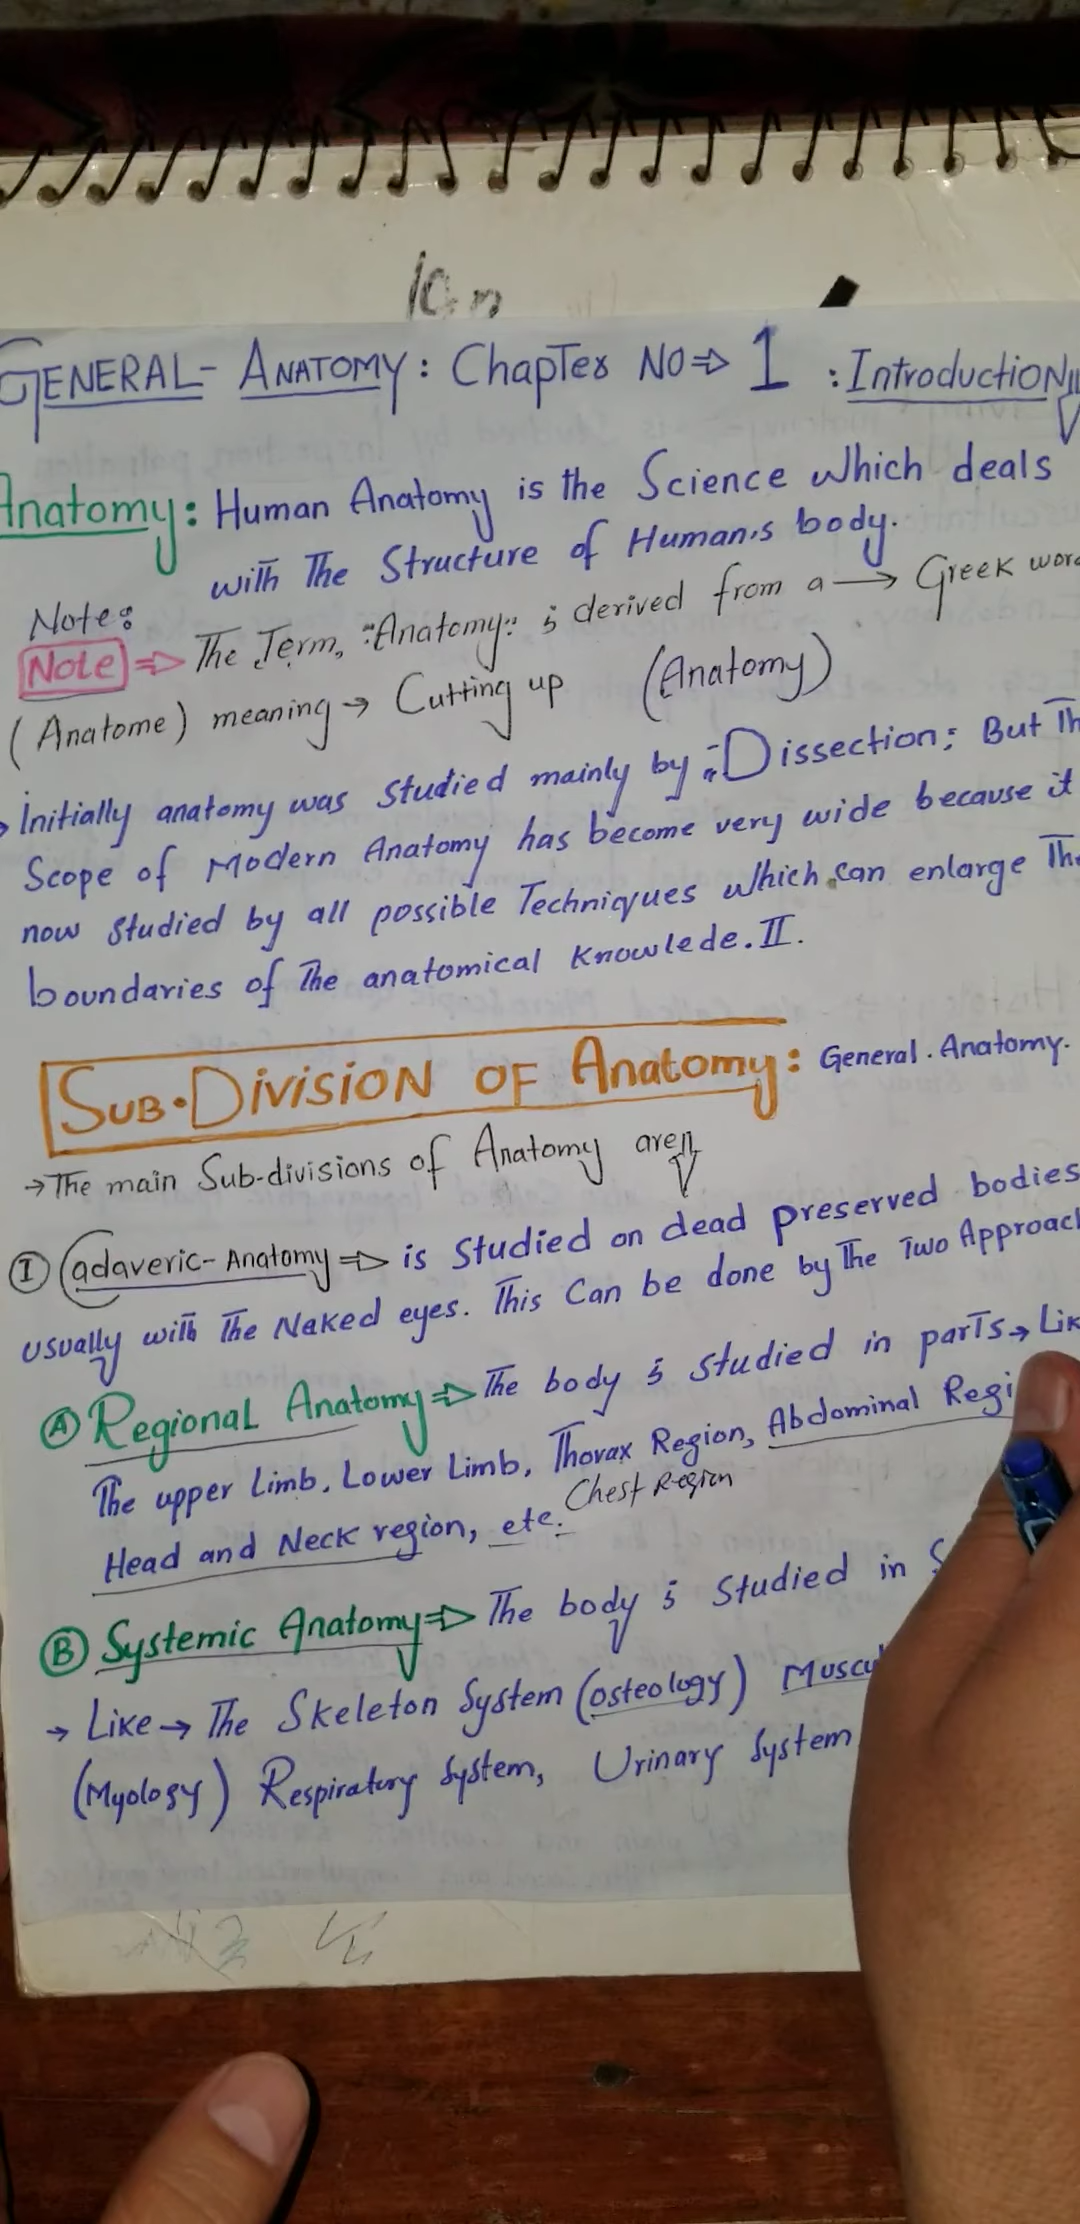 GENERAL- ANATOMY: Chapter NO⇒ 1 : Introduction
Anatomy: Human Anatomy is the Science which deals
with The Structure of Human's body.
Note:
Note ⇒ The Term, "Anatomy" is derived from a → Greek word
(Anatome) meaning → Cutting up (Anatomy)
→ Initially anatomy was studied mainly by "Dissection; But Th
Scope of Modern Anatomy has become very wide because it
now studied by all possible Techniques which can enlarge The
boundaries of The anatomical Knowlede.II.
SUB-DIVISION OF Anatomy: General. Anatomy.
→ The main Sub-divisions of Anatomy are
I Cadaveric-Anatomy ⇒ is Studied on dead preserved bodies
usually with The Naked eyes. This Can be done by The Two Approach
A Regional Anatomy ⇒ The body is studied in parts → Lik
The upper Limb, Lower Limb, Thorax Region, Abdominal Regi
Chest Region
Head and Neck region, etc.
B Systemic Anatomy ⇒ The body is Studied in S
→ Like → The Skeleton System (osteology) Muscul
(Myology) Respiratory System, Urinary System